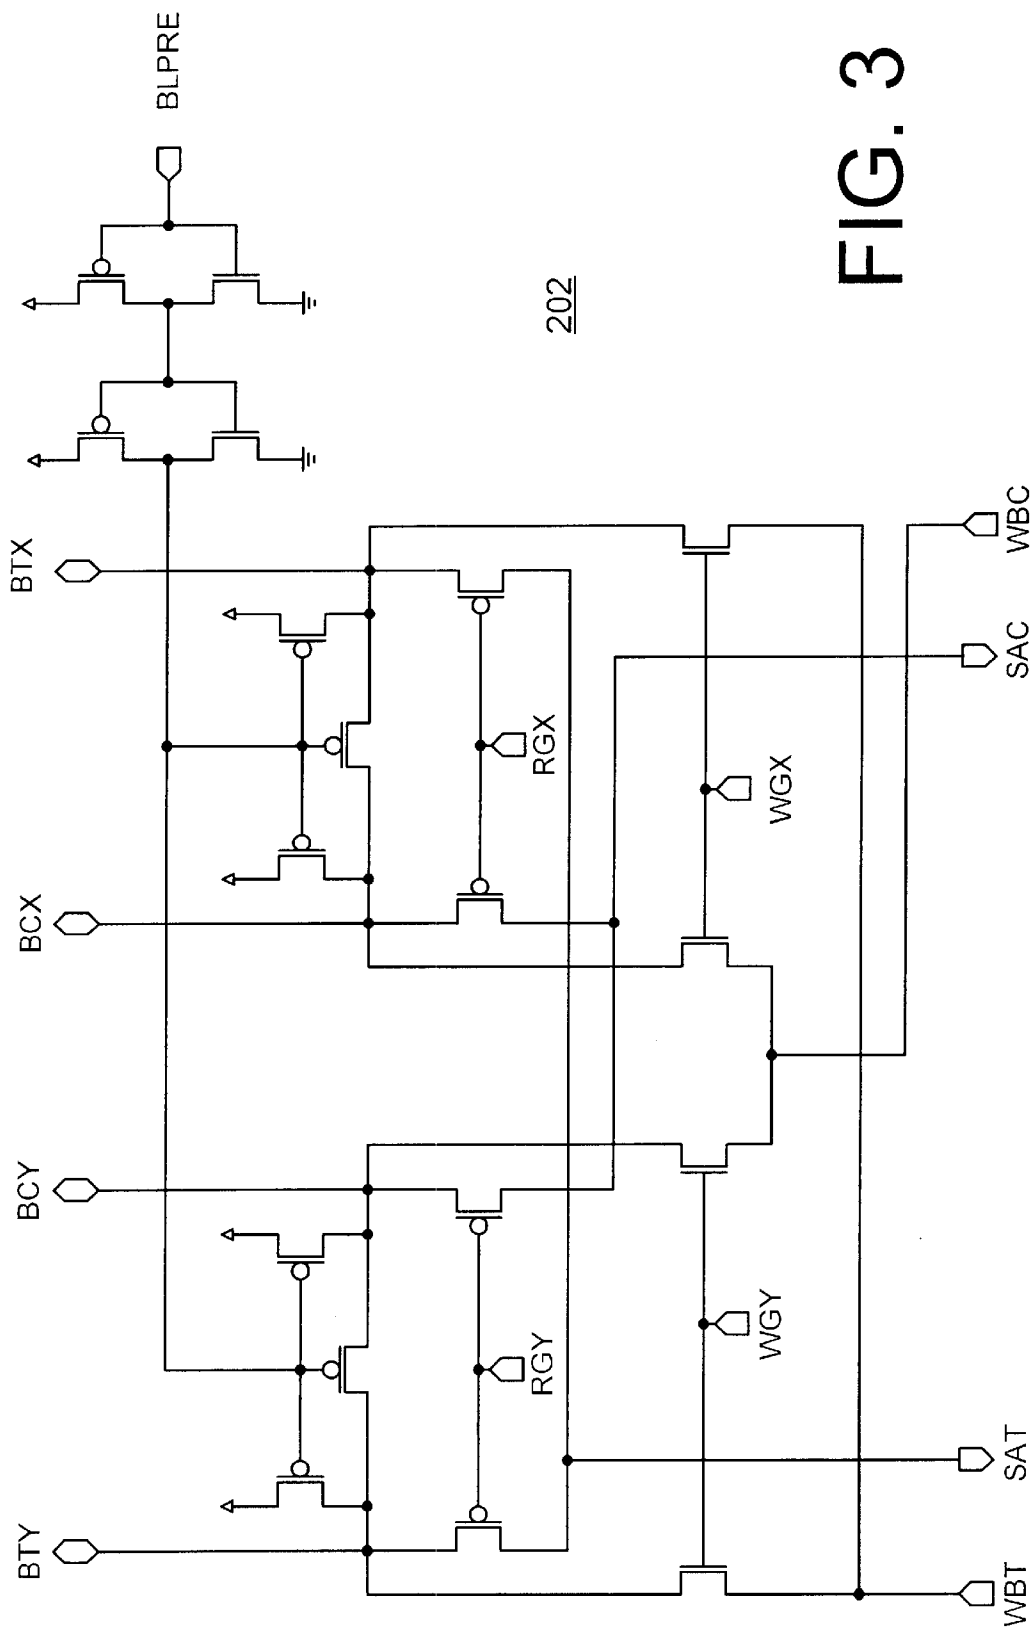 BLPRE
BTX
BCX
BCY
BTY
202
RGX
RGY
WGX
WGY
WBC
SAC
SAT
WBT
FIG. 3